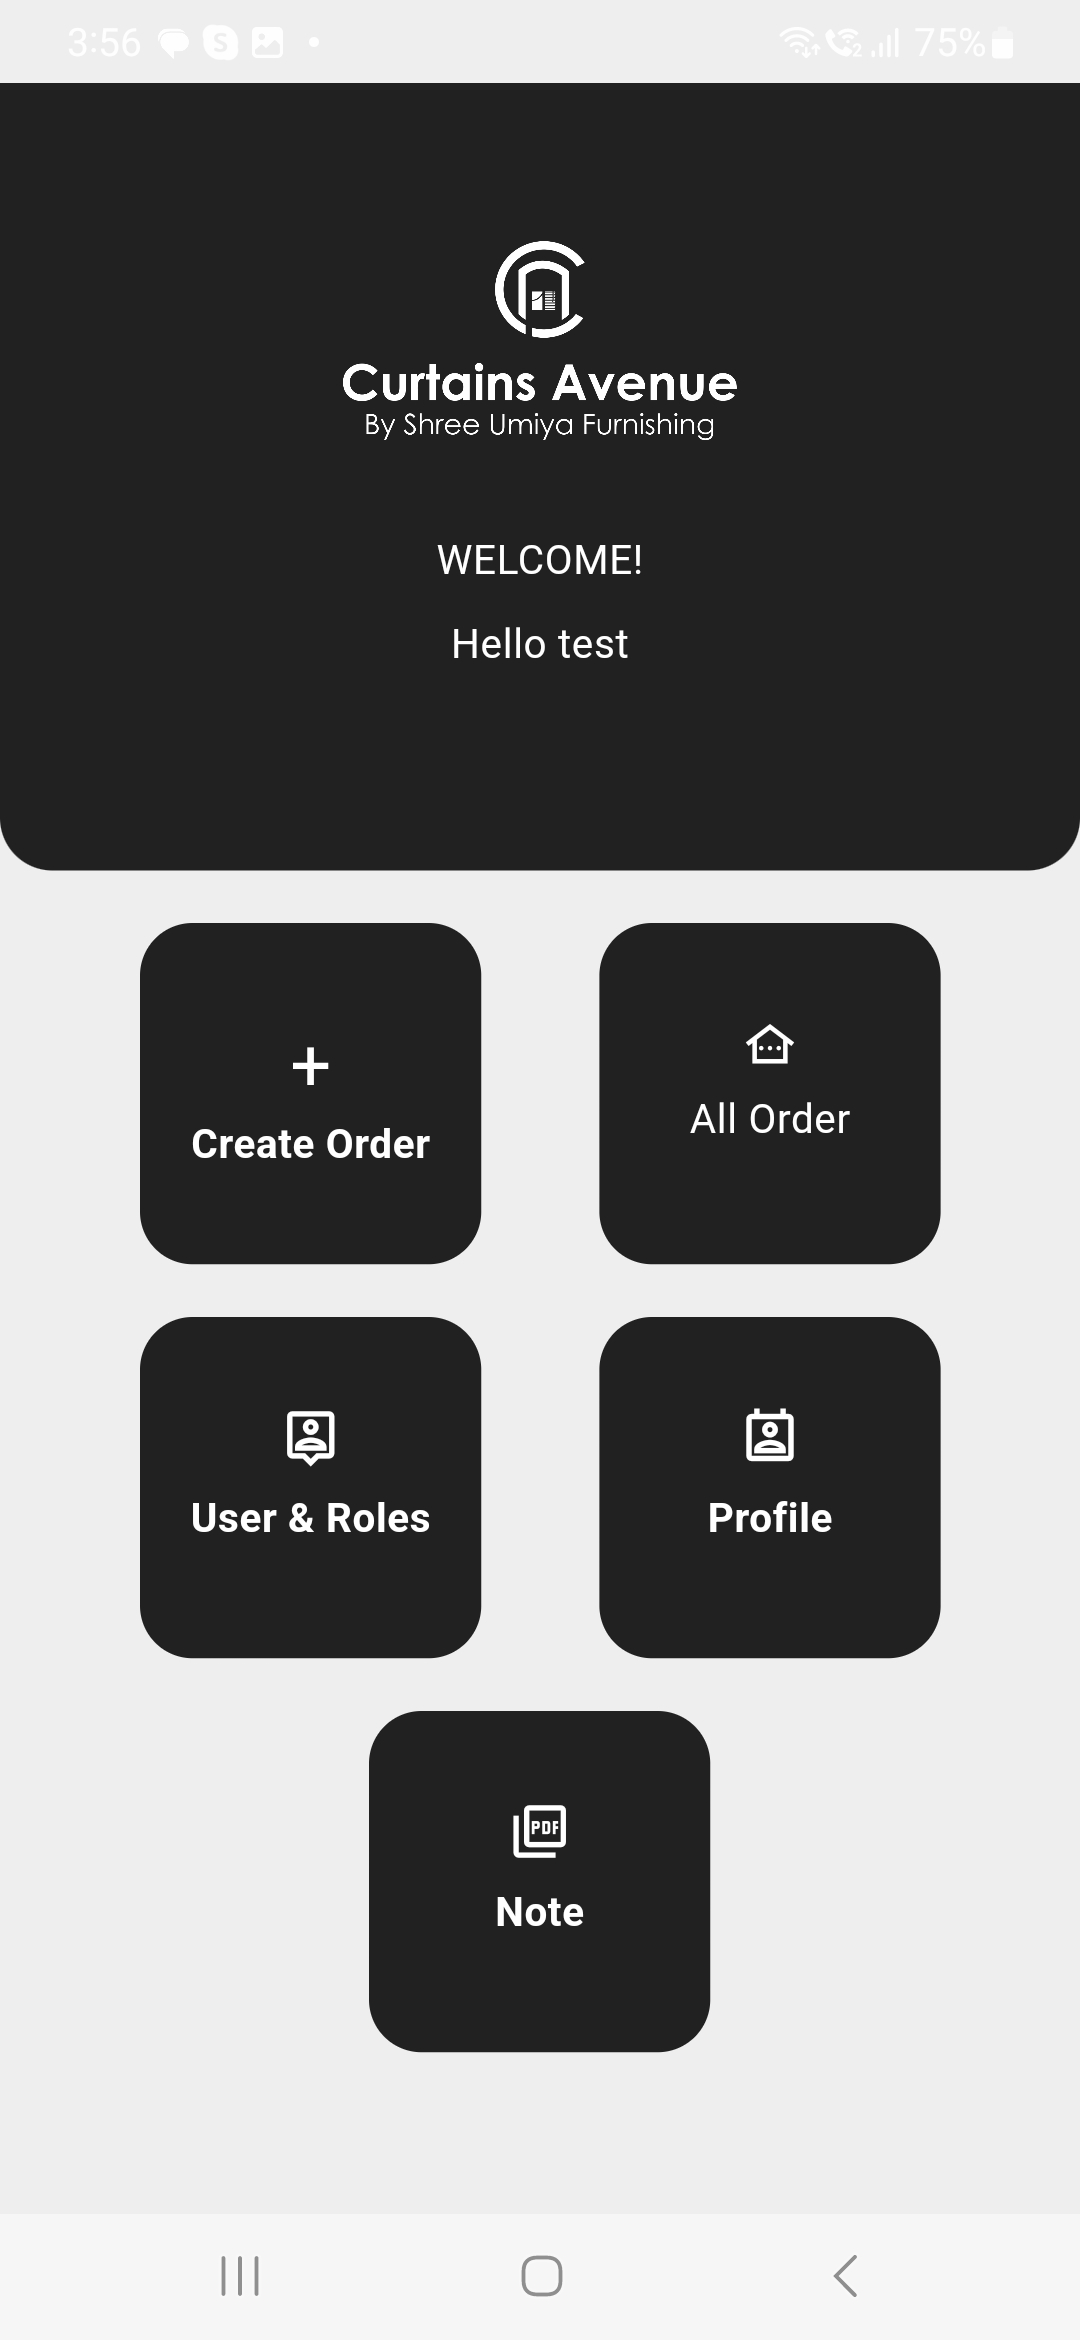 3:56 S 75%
2
Curtains Avenue
By Shree Umiya Furnishing
WELCOME!
Hello test
Create Order
All Order
User & Roles
Profile
PDF
Note